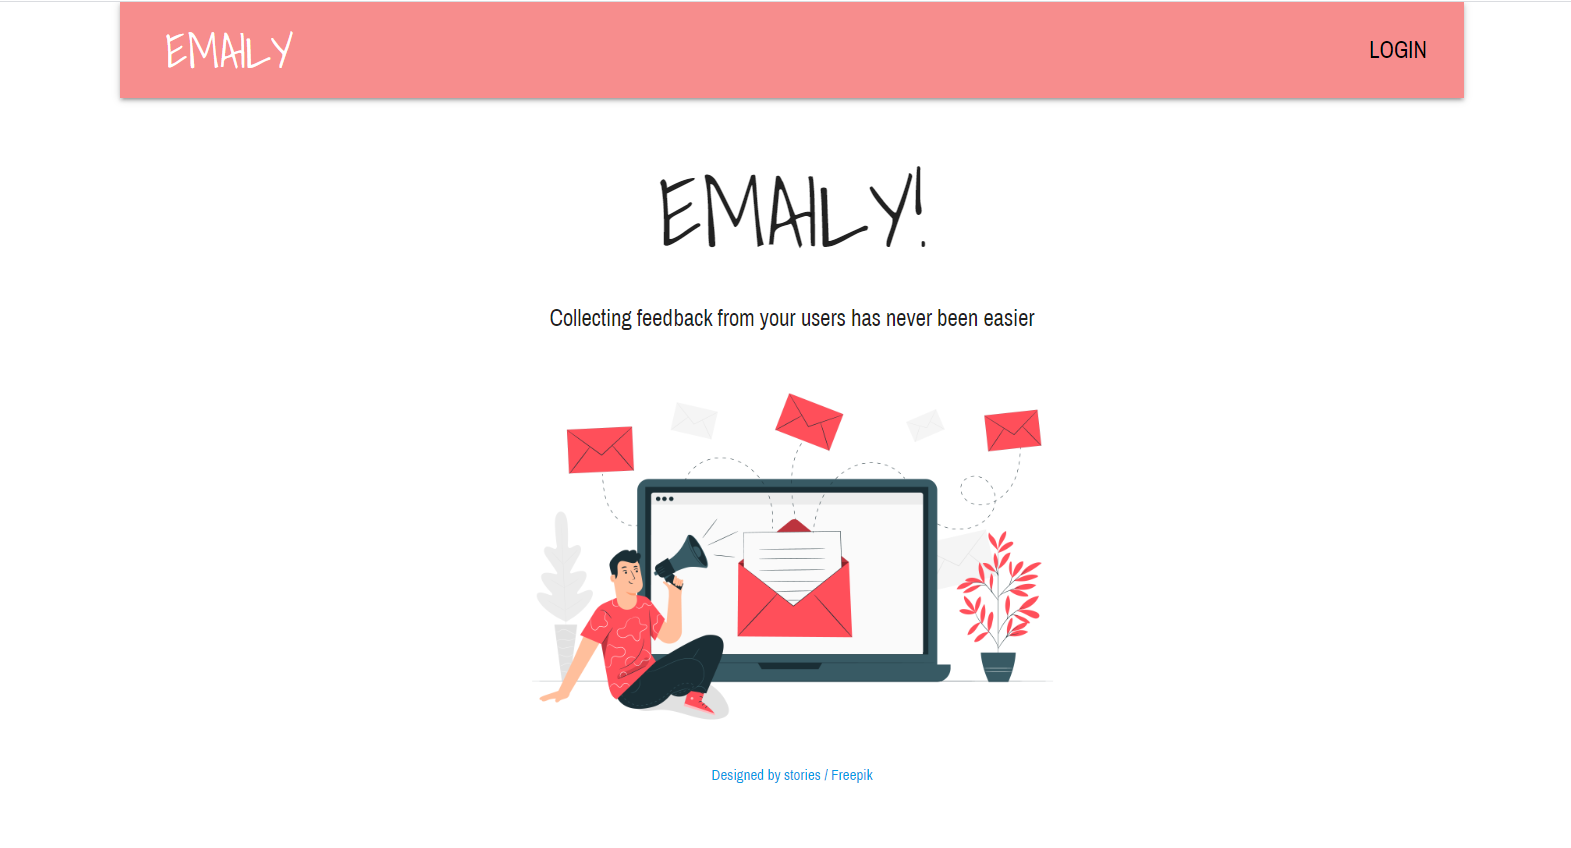 EMAILY
LOGIN
EMAILY!
Collecting feedback from your users has never been easier
Designed by stories / Freepik